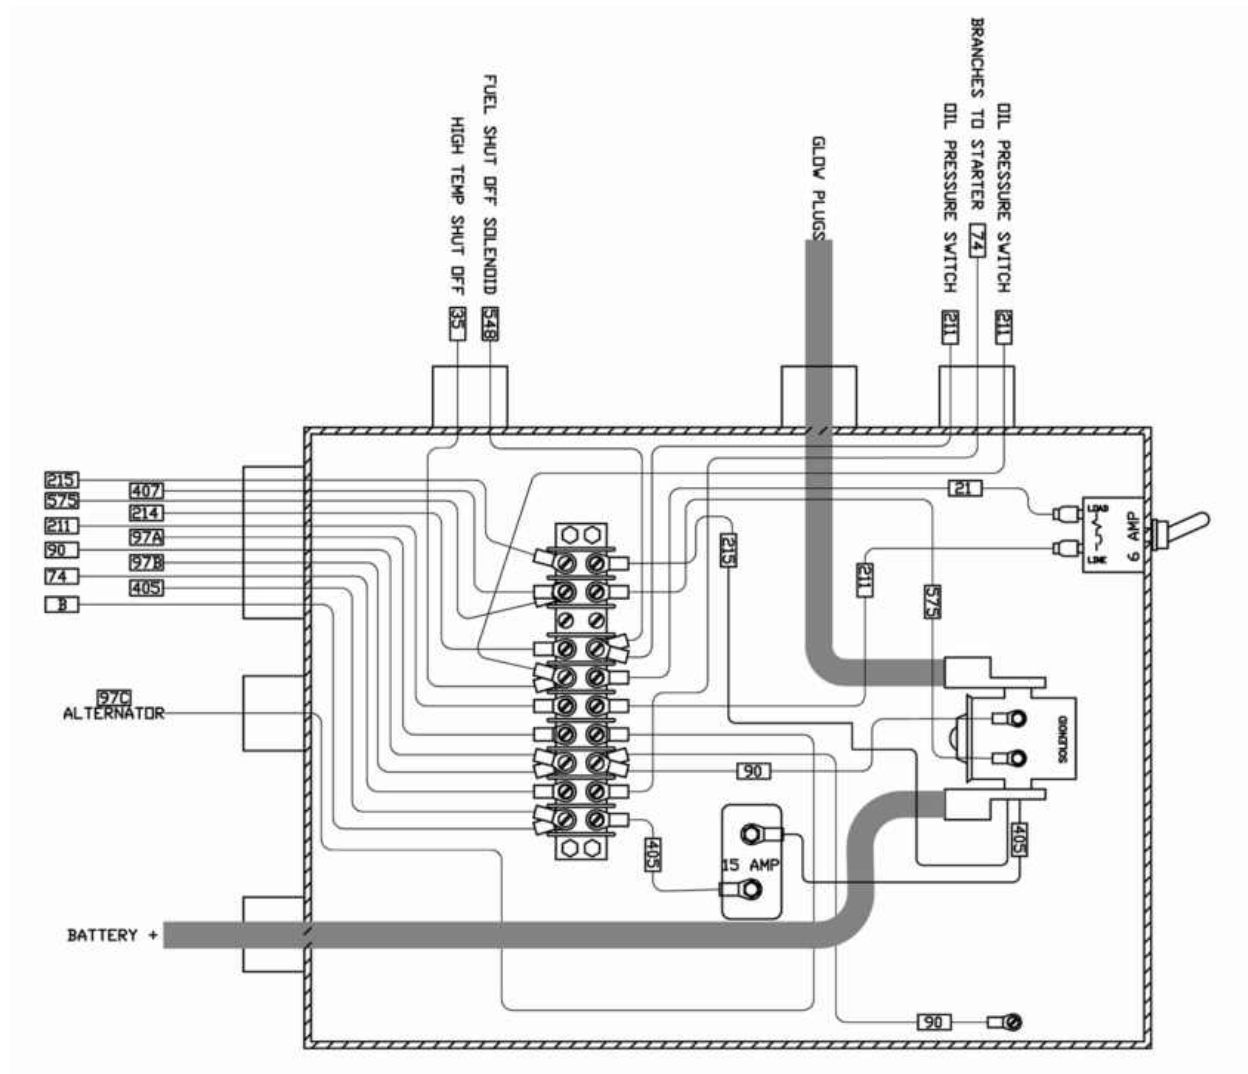 BRANCHES TO STARTER 74
OIL PRESSURE SWITCH 211
OIL PRESSURE SWITCH 211
GLOW PLUGS
FUEL SHUT OFF SOLENOID 548
HIGH TEMP SHUT OFF 35
215
407
575
214
211
97A
90
97B
74
405
B
97C
ALTERNATOR
BATTERY +
21
LOAD
LINE
6 AMP
215
211
575
SOLENOID
90
405
15 AMP
405
90